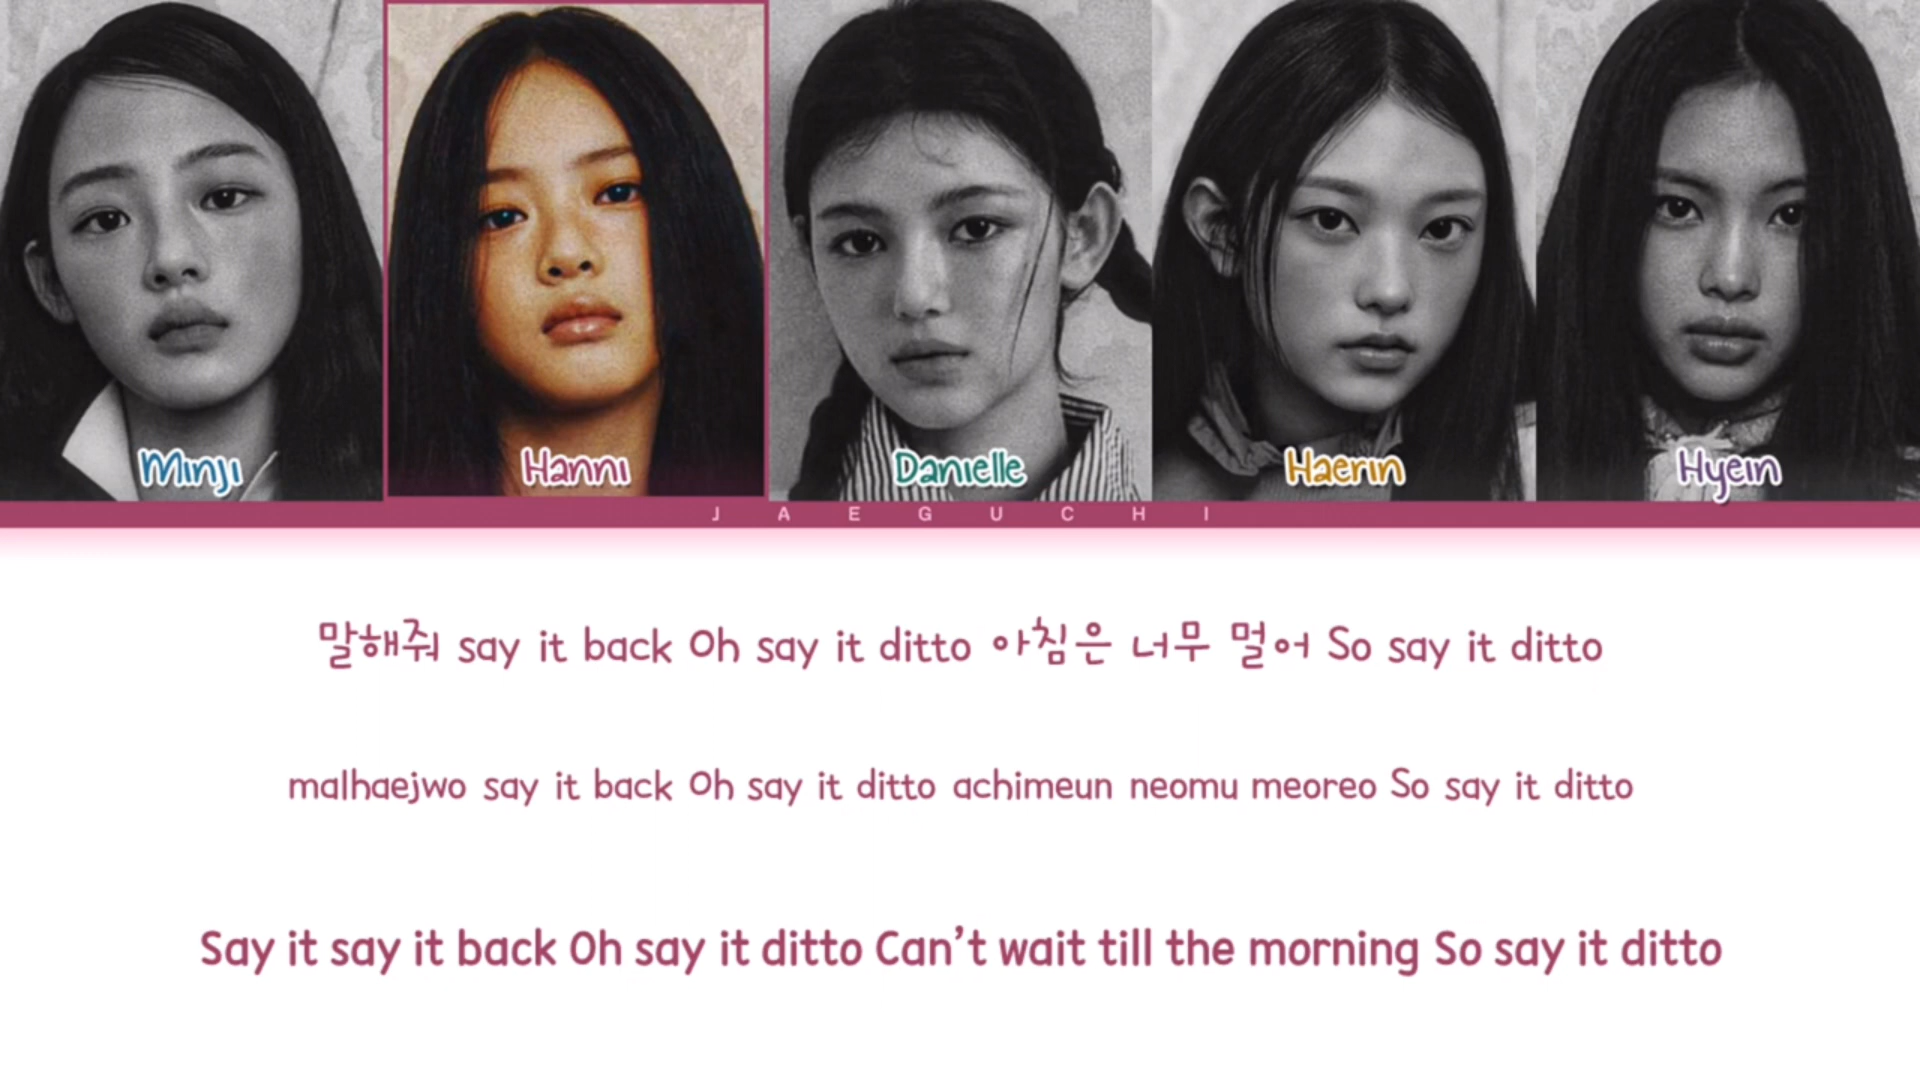 Minji
Hanni
Danielle
Haerin
Hyein
JAEGUCHI
말해줘 say it back Oh say it ditto 아침은 너무 멀어 So say it ditto
malhaejwo say it back Oh say it ditto achimeun neomu meoreo So say it ditto
Say it say it back Oh say it ditto Can't wait till the morning So say it ditto